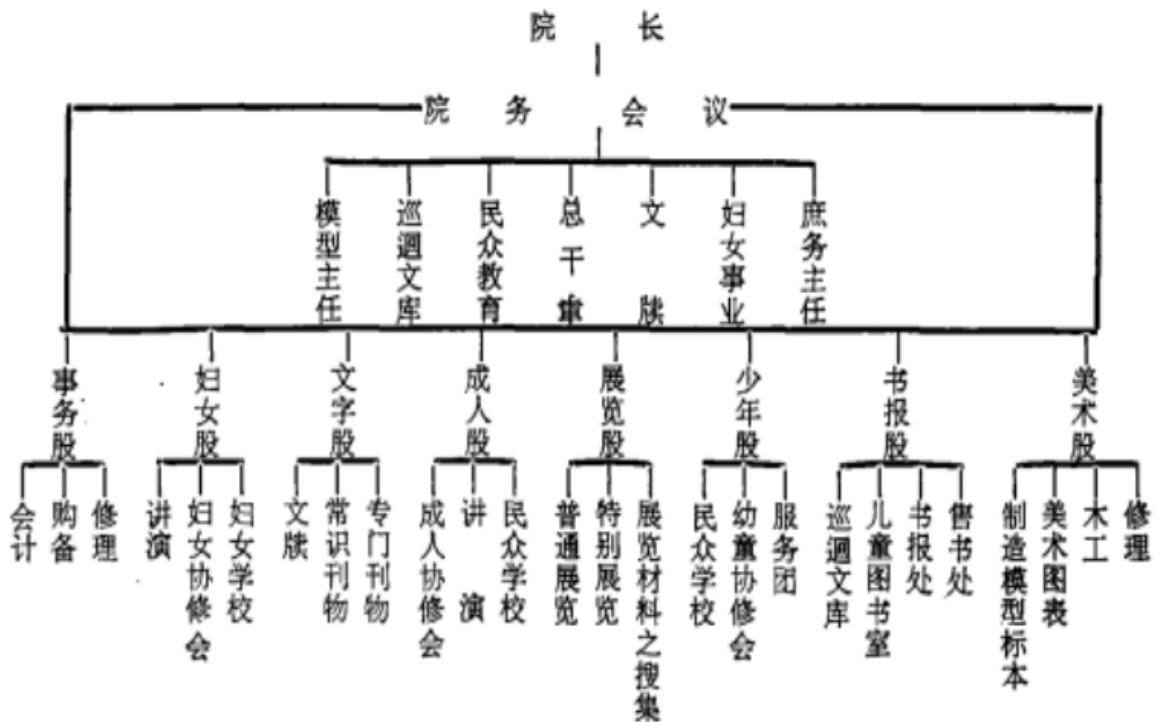 院长
院务会议
模型主任
巡迴文库
民众教育
总干事
文牍
妇女事业
庶务主任
事务股
妇女股
文字股
成人股
展览股
少年股
书报股
美术股
会计
购备
修理
讲演
妇女协修会
妇女学校
文牍
常识刊物
专门刊物
成人协修会
讲演
民众学校
普通展览
特别展览
展览材料之搜集
民众学校
幼童协修会
服务团
巡迴文库
儿童图书室
书报处
售书处
制造模型标本
美术图表
木工
修理